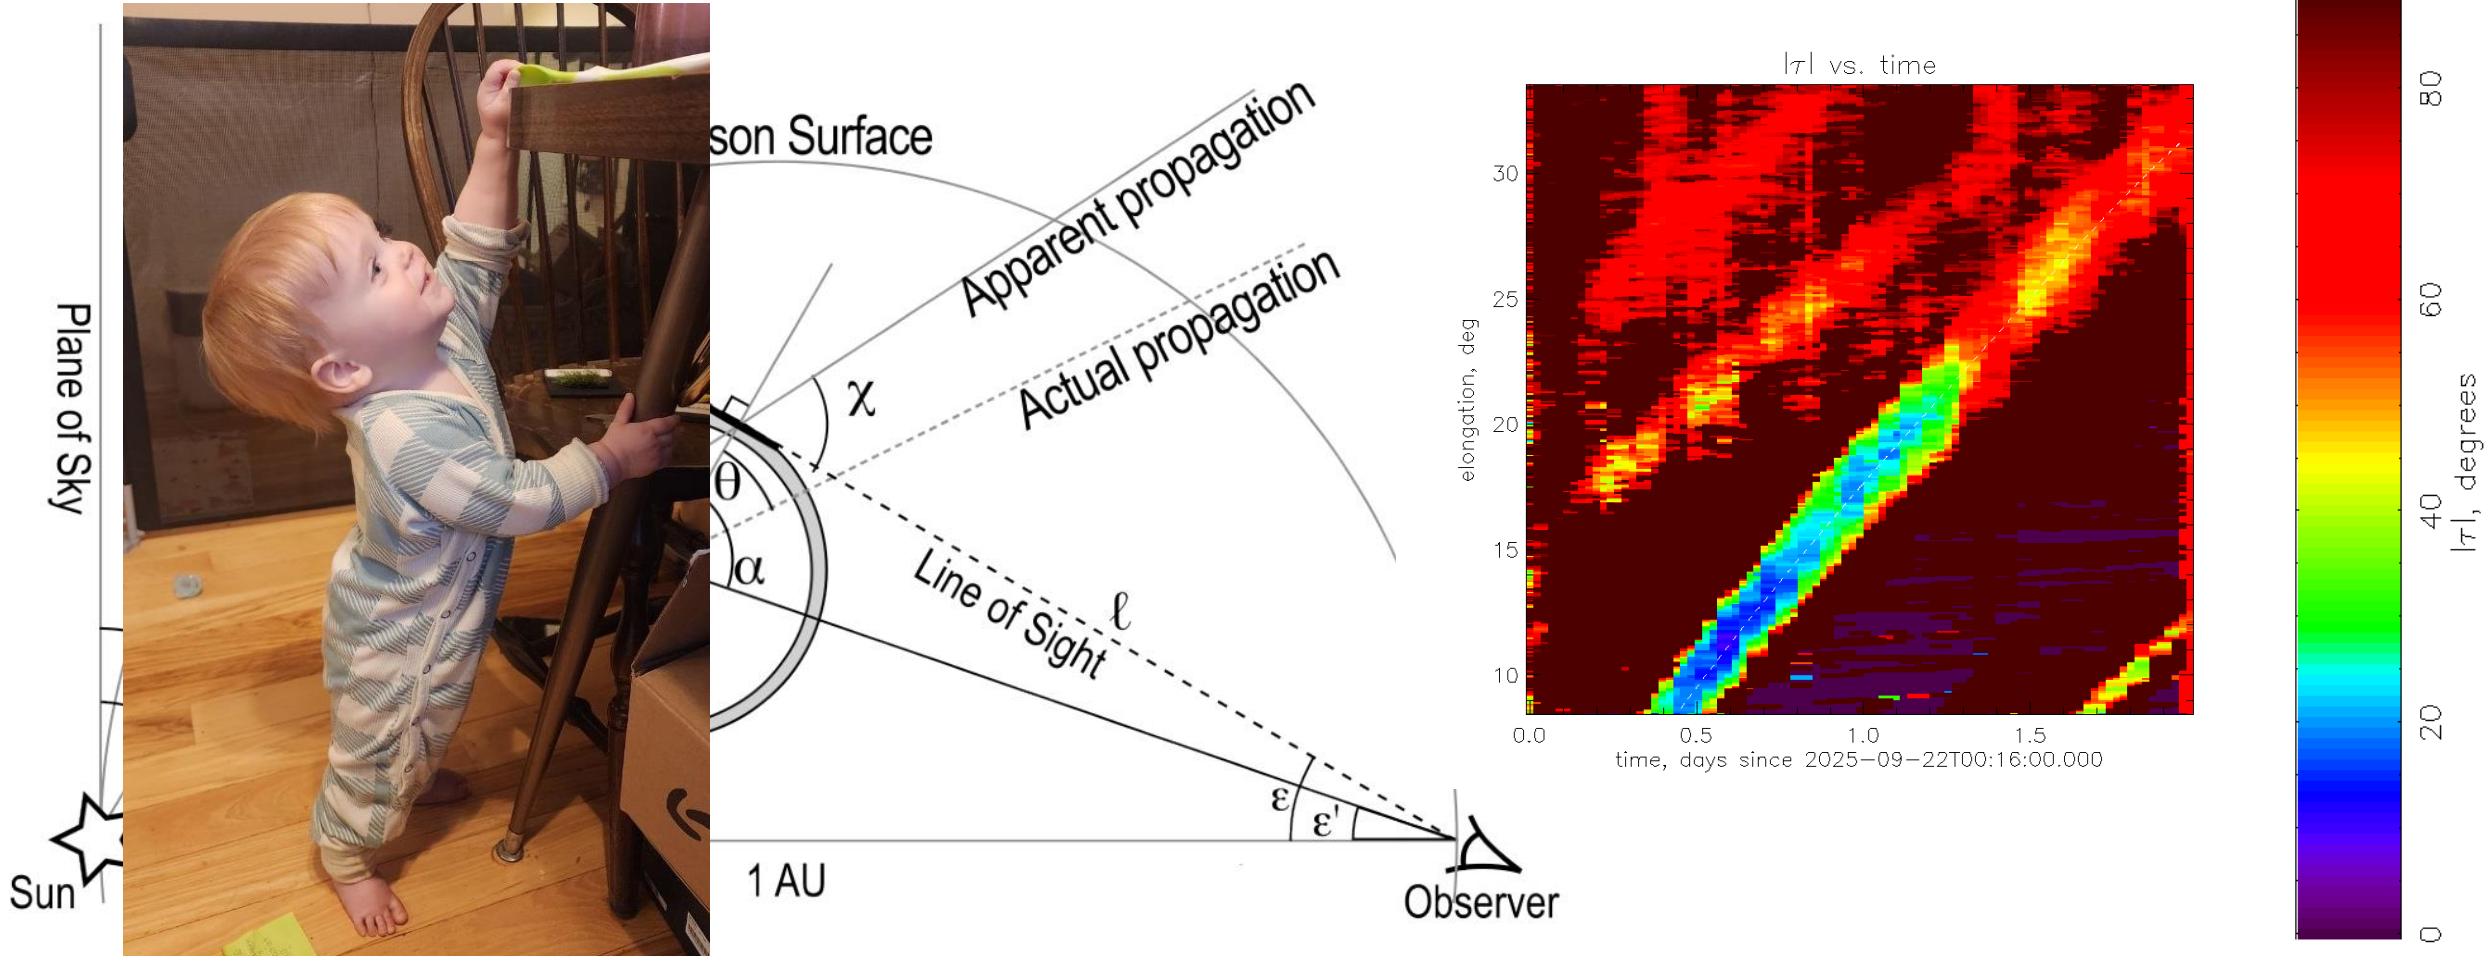 Plane of Sky
Sun
son Surface
Apparent propagation
Actual propagation
χ
θ
α
Line of Sight
ℓ
ε
ε'
1 AU
Observer
|τ| vs. time
elongation, deg
30
25
20
15
10
0.0 0.5 1.0 1.5
time, days since 2025-09-22T00:16:00.000
80
60
40
20
0
|τ|, degrees